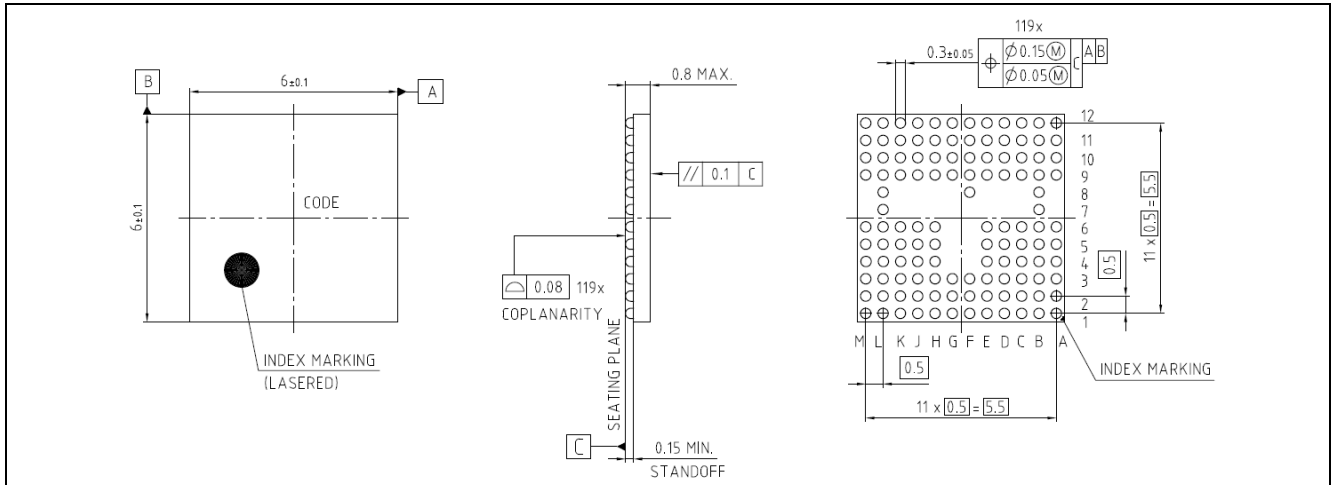 B
6±0.1
A
CODE
6±0.1
INDEX MARKING
(LASERED)
0.8 MAX.
// 0.1 C
0.08 119x
COPLANARITY
SEATING PLANE
C
0.15 MIN.
STANDOFF
119x
0.3±0.05
⌖ Ø0.15Ⓜ C A B
Ø0.05Ⓜ
12
11
10
9
8
7
6
5
4
3
2
1
11 x 0.5 = 5.5
0.5
M L K J H G F E D C B A
0.5
INDEX MARKING
11 x 0.5 = 5.5